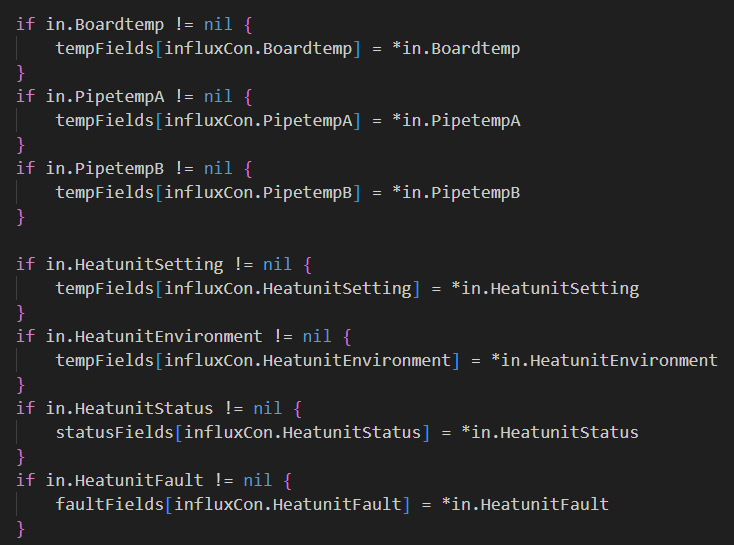 if in.Boardtemp != nil {
    tempFields[influxCon.Boardtemp] = *in.Boardtemp
}
if in.PipetempA != nil {
    tempFields[influxCon.PipetempA] = *in.PipetempA
}
if in.PipetempB != nil {
    tempFields[influxCon.PipetempB] = *in.PipetempB
}

if in.HeatunitSetting != nil {
    tempFields[influxCon.HeatunitSetting] = *in.HeatunitSetting
}
if in.HeatunitEnvironment != nil {
    tempFields[influxCon.HeatunitEnvironment] = *in.HeatunitEnvironment
}
if in.HeatunitStatus != nil {
    statusFields[influxCon.HeatunitStatus] = *in.HeatunitStatus
}
if in.HeatunitFault != nil {
    faultFields[influxCon.HeatunitFault] = *in.HeatunitFault
}